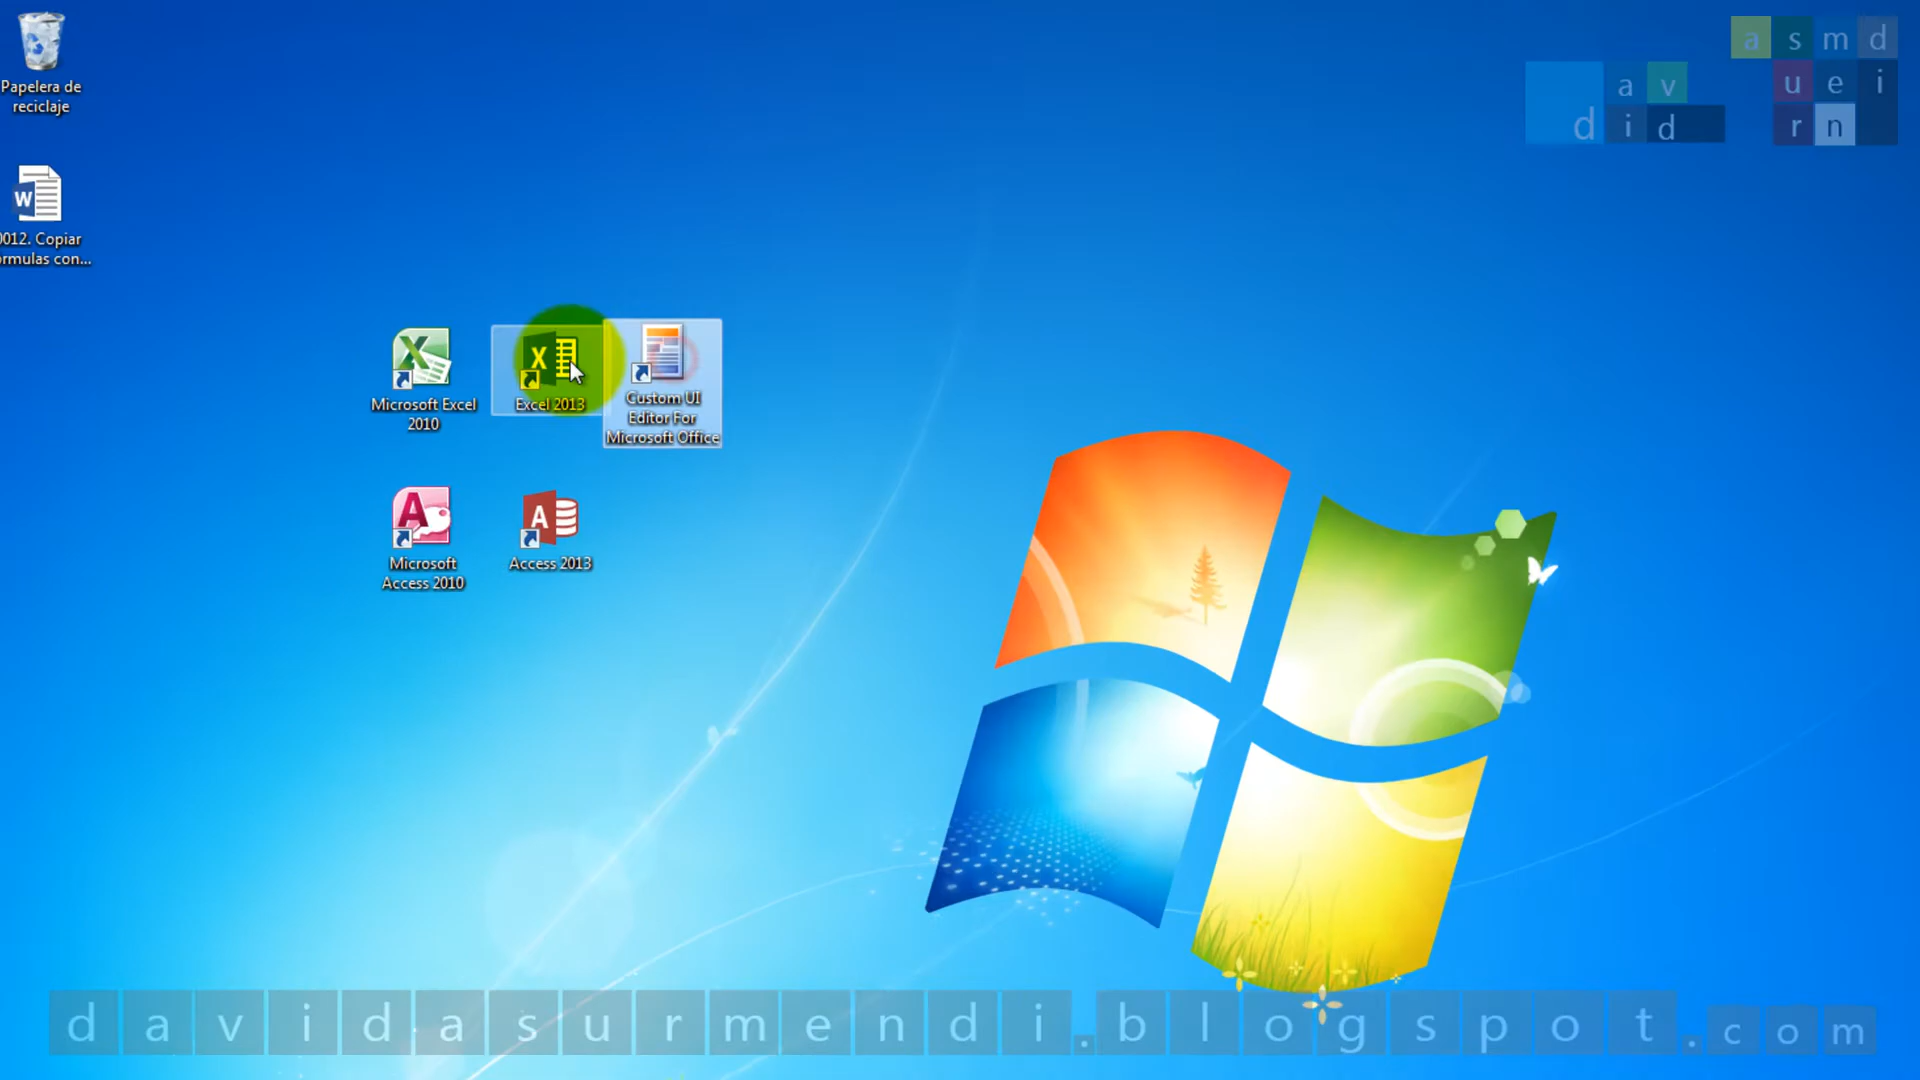 Papelera de
reciclaje
0012. Copiar
ormulas con...
Microsoft Excel
2010
Excel 2013
Custom UI
Editor For
Microsoft Office
Microsoft
Access 2010
Access 2013
a s m d
a v u e i
d i d r n
davidasurmendi.blogspot.com